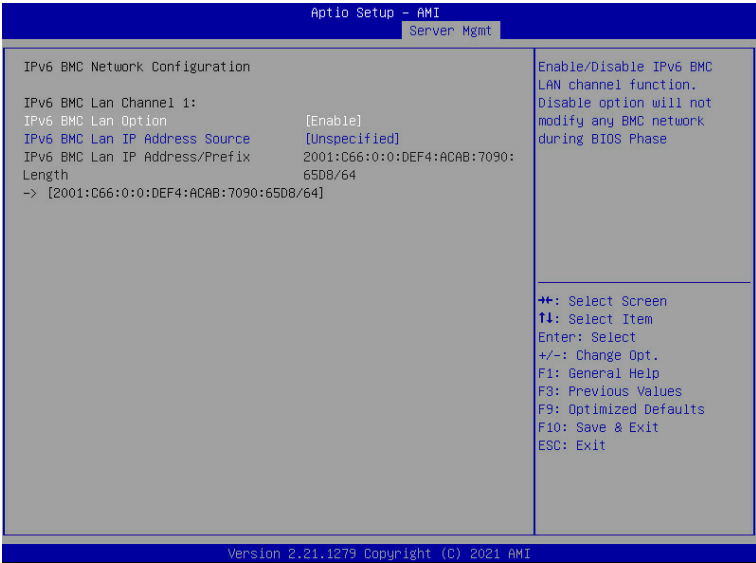 Aptio Setup – AMI
Server Mgmt
IPv6 BMC Network Configuration
IPv6 BMC Lan Channel 1:
IPv6 BMC Lan Option [Enable]
IPv6 BMC Lan IP Address Source [Unspecified]
IPv6 BMC Lan IP Address/Prefix 2001:C66:0:0:DEF4:ACAB:7090:
Length 65D8/64
-> [2001:C66:0:0:DEF4:ACAB:7090:65D8/64]
Enable/Disable IPv6 BMC
LAN channel function.
Disable option will not
modify any BMC network
during BIOS Phase
→←: Select Screen
↑↓: Select Item
Enter: Select
+/-: Change Opt.
F1: General Help
F3: Previous Values
F9: Optimized Defaults
F10: Save & Exit
ESC: Exit
Version 2.21.1279 Copyright (C) 2021 AMI